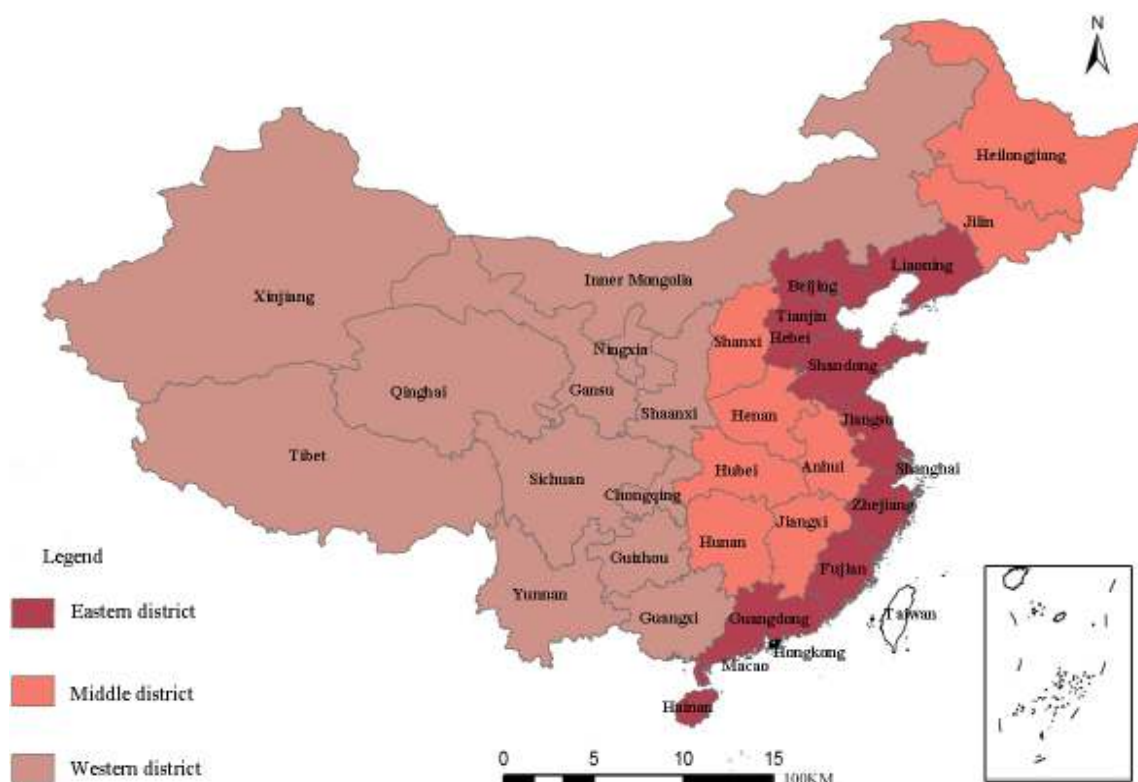 N
Heilongjiang
Jilin
Liaoning
Inner Mongolia
Beijing
Xinjiang
Tianjin
Hebei
Shanxi
Ningxia
Shandong
Qinghai
Gansu
Shaanxi
Henan
Jiangsu
Tibet
Sichuan
Hubei
Anhui
Shanghai
Chongqing
Zhejiang
Jiangxi
Hunan
Legend
Guizhou
Fujian
Yunnan
Eastern district
Guangxi
Guangdong
Taiwan
Hongkong
Macao
Middle district
Hainan
0 5 10 15
Western district
100KM